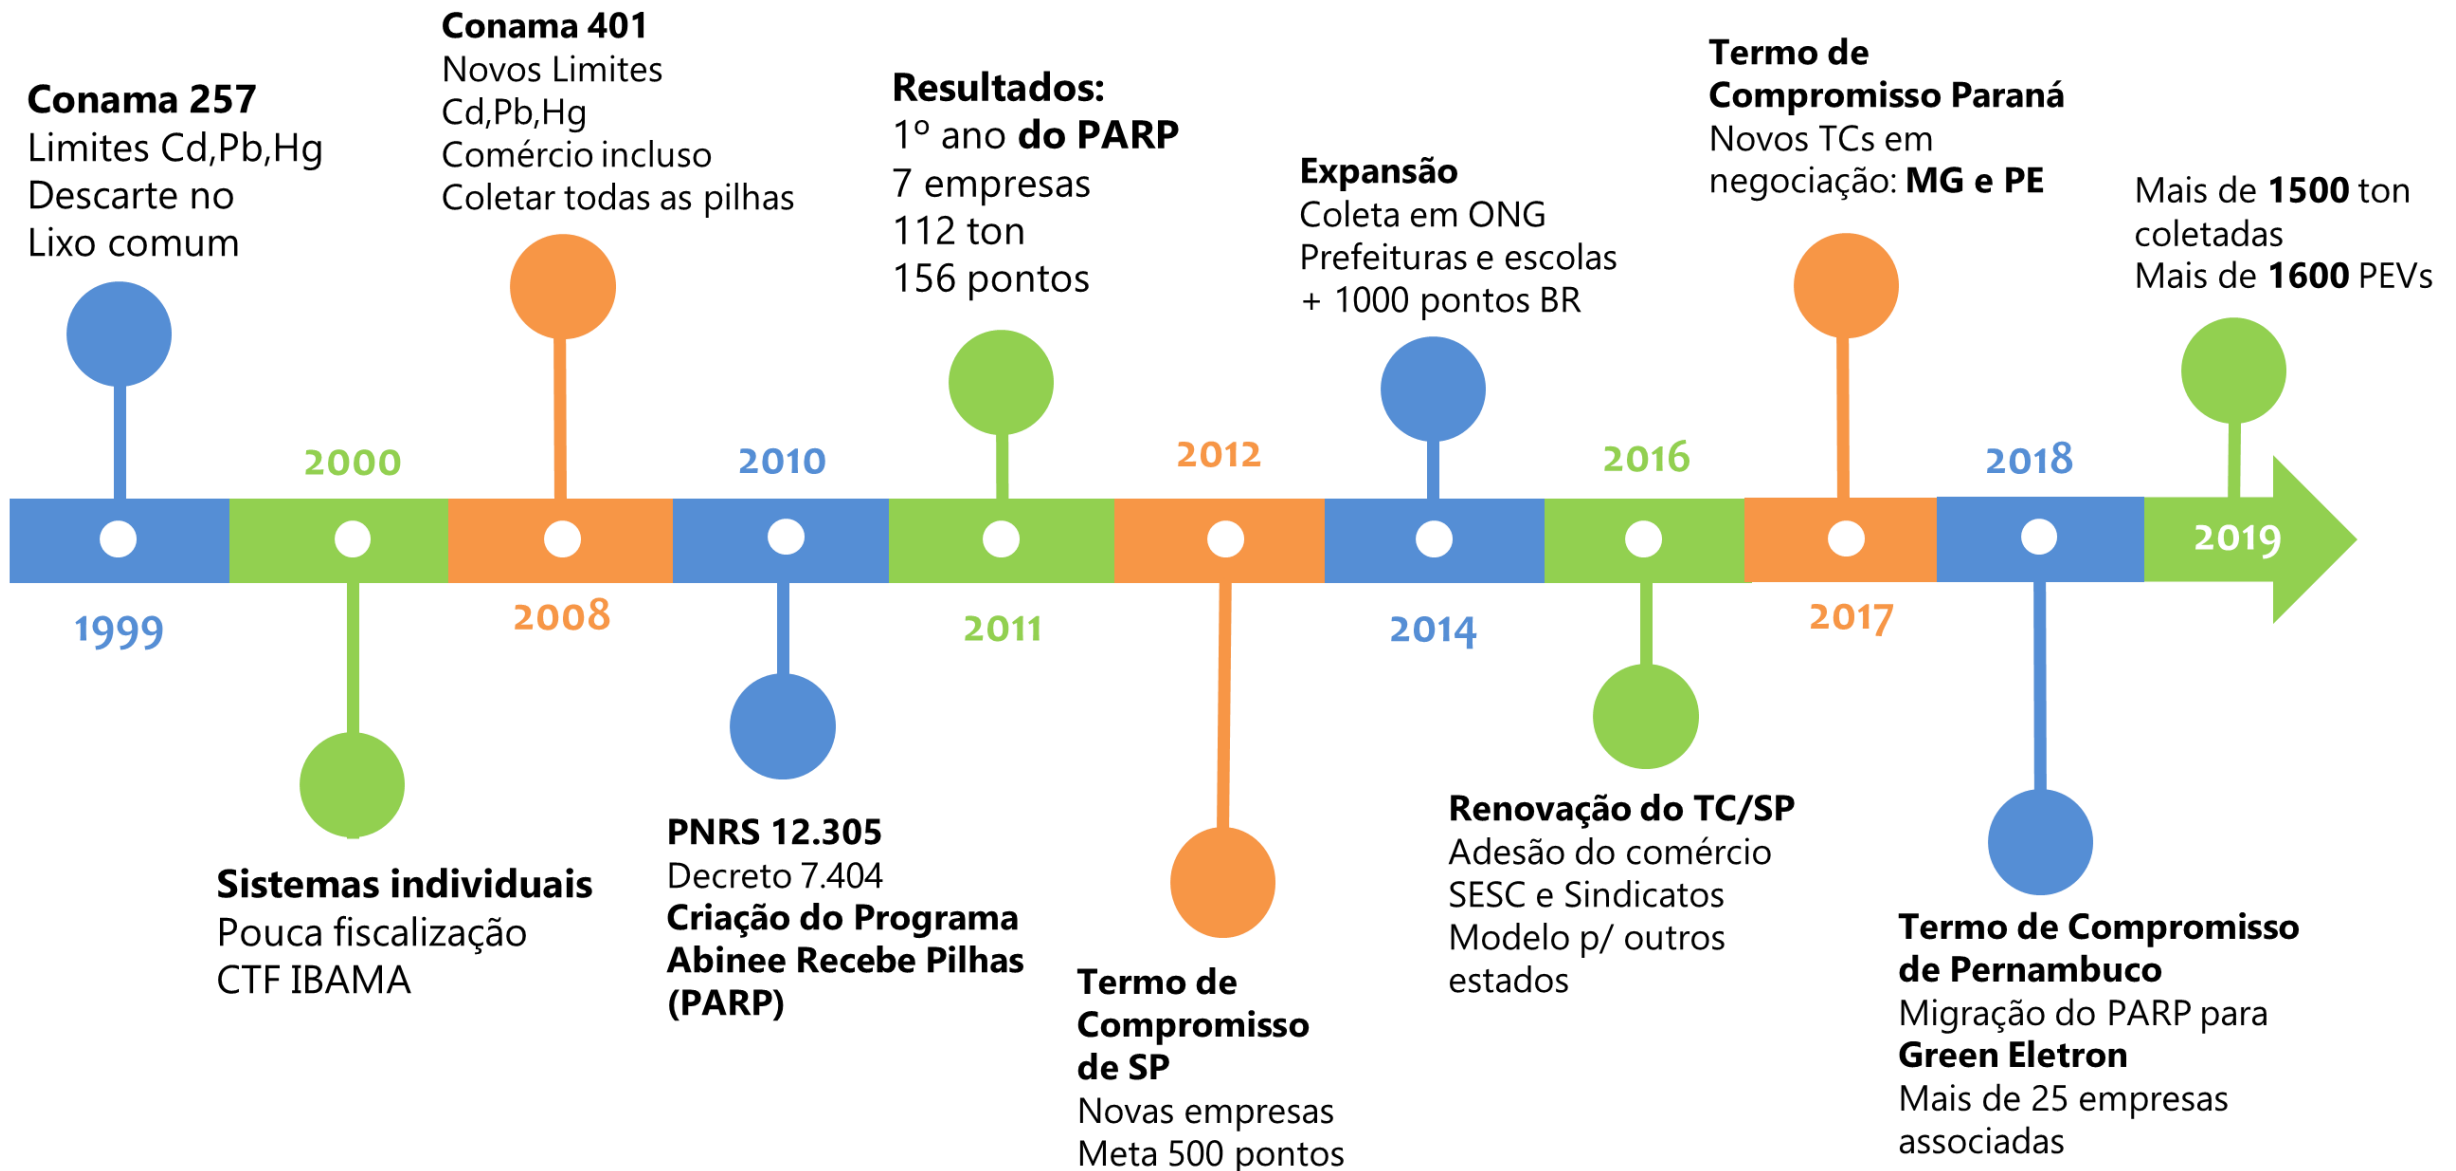 Conama 257
Limites Cd,Pb,Hg
Descarte no
Lixo comum
1999
2000
Sistemas individuais
Pouca fiscalização
CTF IBAMA
Conama 401
Novos Limites
Cd,Pb,Hg
Comércio incluso
Coletar todas as pilhas
2008
2010
PNRS 12.305
Decreto 7.404
Criação do Programa
Abinee Recebe Pilhas
(PARP)
Resultados:
1º ano do PARP
7 empresas
112 ton
156 pontos
2011
2012
Termo de
Compromisso
de SP
Novas empresas
Meta 500 pontos
Expansão
Coleta em ONG
Prefeituras e escolas
+ 1000 pontos BR
2014
2016
Renovação do TC/SP
Adesão do comércio
SESC e Sindicatos
Modelo p/ outros
estados
Termo de
Compromisso Paraná
Novos TCs em
negociação: MG e PE
2017
2018
Termo de Compromisso
de Pernambuco
Migração do PARP para
Green Eletron
Mais de 25 empresas
associadas
Mais de 1500 ton
coletadas
Mais de 1600 PEVs
2019